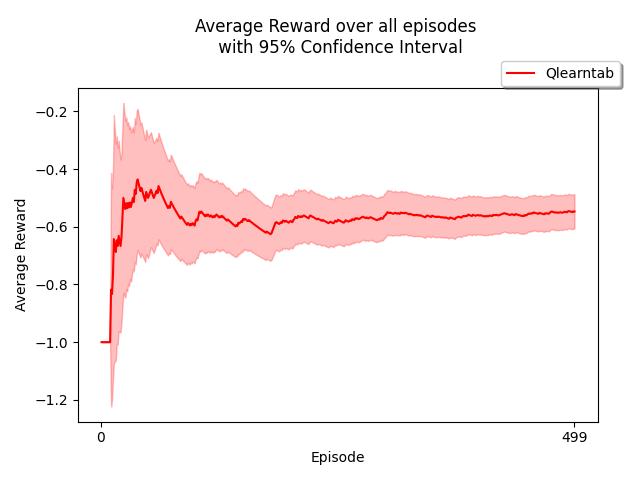 Average Reward over all episodes
with 95% Confidence Interval
Qlearntab
−0.2
−0.4
−0.6
−0.8
−1.0
−1.2
Average Reward
0
499
Episode